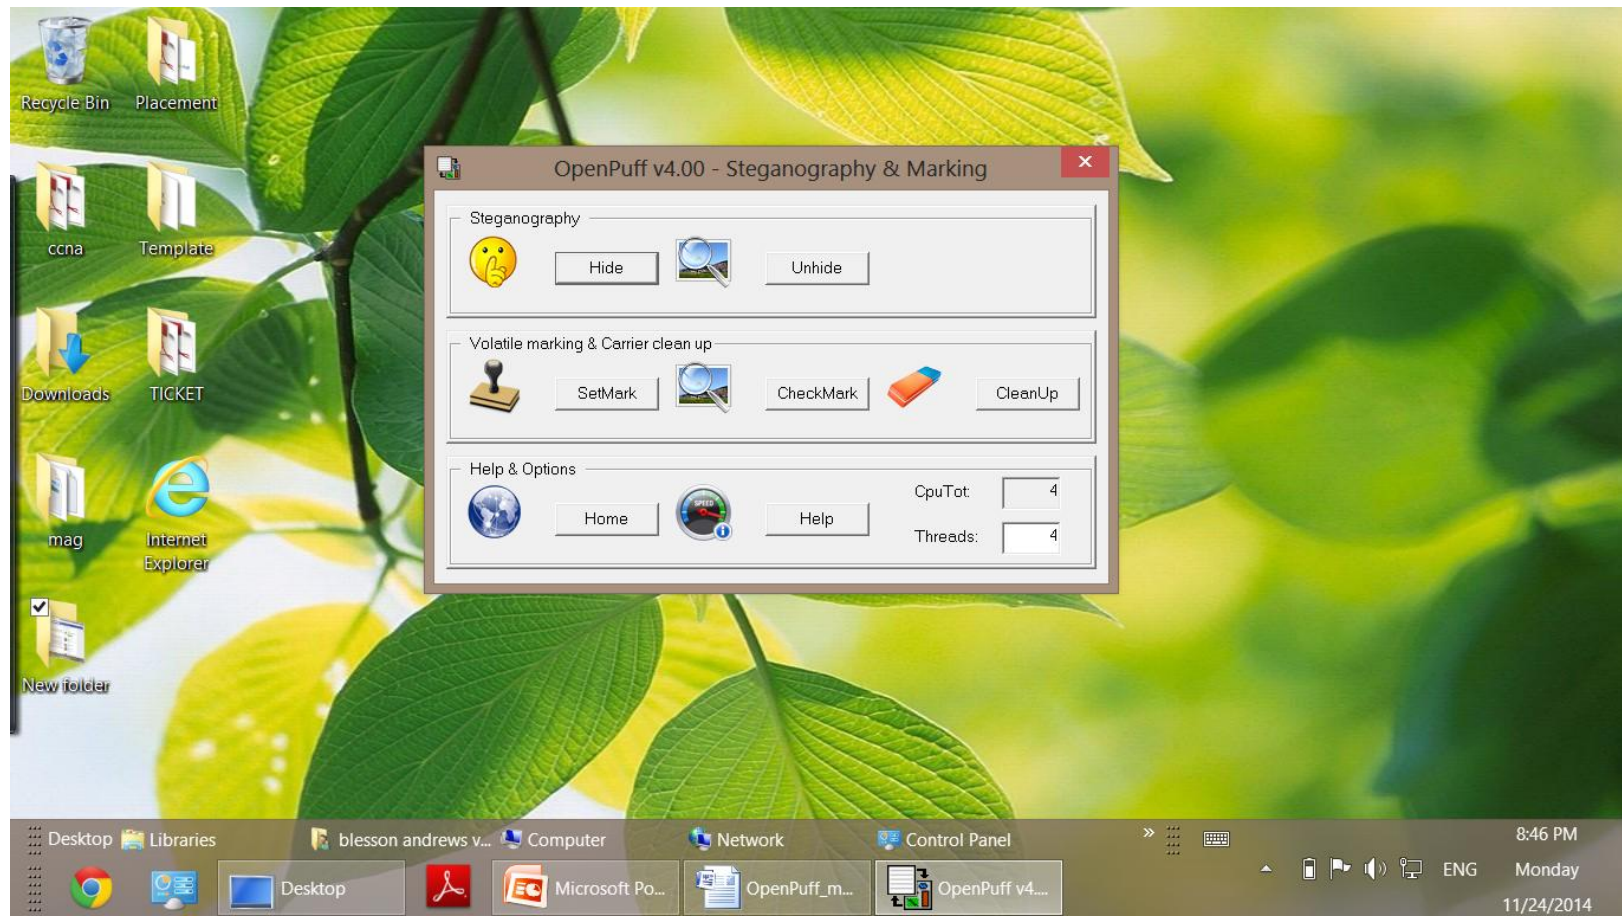 Recycle Bin
Placement
ccna
Template
Downloads
TICKET
mag
Internet
Explorer
New folder
OpenPuff v4.00 - Steganography & Marking
Steganography
Hide
Unhide
Volatile marking & Carrier clean up
SetMark
CheckMark
CleanUp
Help & Options
SPEED
Home
Help
CpuTot: 4
Threads: 4
Desktop
Libraries
blesson andrews v...
Computer
Network
Control Panel
»
8:46 PM
Desktop
Microsoft Po...
OpenPuff_m...
OpenPuff v4....
ENG
Monday
11/24/2014